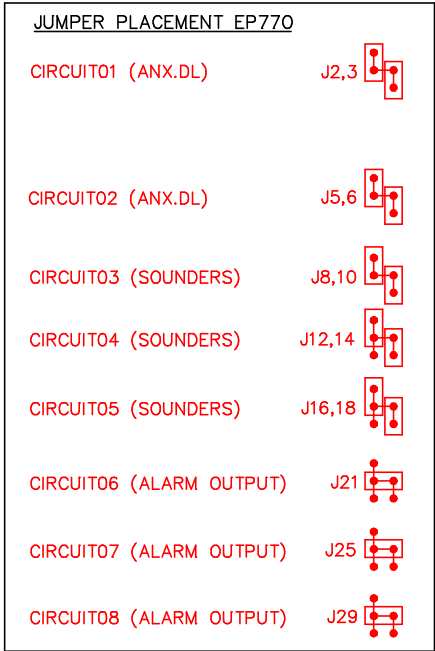 JUMPER PLACEMENT EP770
CIRCUIT01 (ANX.DL) J2,3
CIRCUIT02 (ANX.DL) J5,6
CIRCUIT03 (SOUNDERS) J8,10
CIRCUIT04 (SOUNDERS) J12,14
CIRCUIT05 (SOUNDERS) J16,18
CIRCUIT06 (ALARM OUTPUT) J21
CIRCUIT07 (ALARM OUTPUT) J25
CIRCUIT08 (ALARM OUTPUT) J29